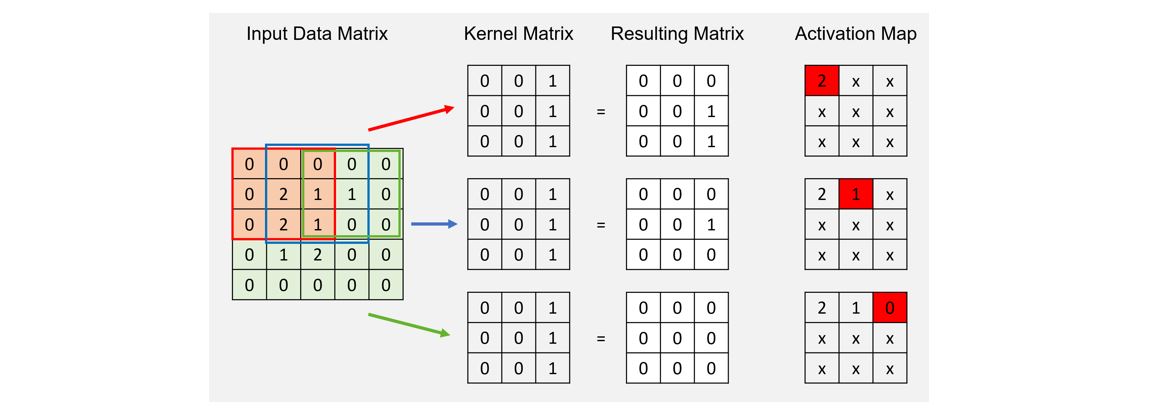 Input Data Matrix Kernel Matrix Resulting Matrix Activation Map
0 0 1 0 0 0 2 x x
0 0 1 = 0 0 1 x x x
0 0 1 0 0 1 x x x
0 0 0 0 0
0 2 1 1 0 0 0 1 0 0 0 2 1 x
0 2 1 0 0 0 0 1 = 0 0 1 x x x
0 1 2 0 0 0 0 1 0 0 0 x x x
0 0 0 0 0
0 0 1 0 0 0 2 1 0
0 0 1 = 0 0 0 x x x
0 0 1 0 0 0 x x x